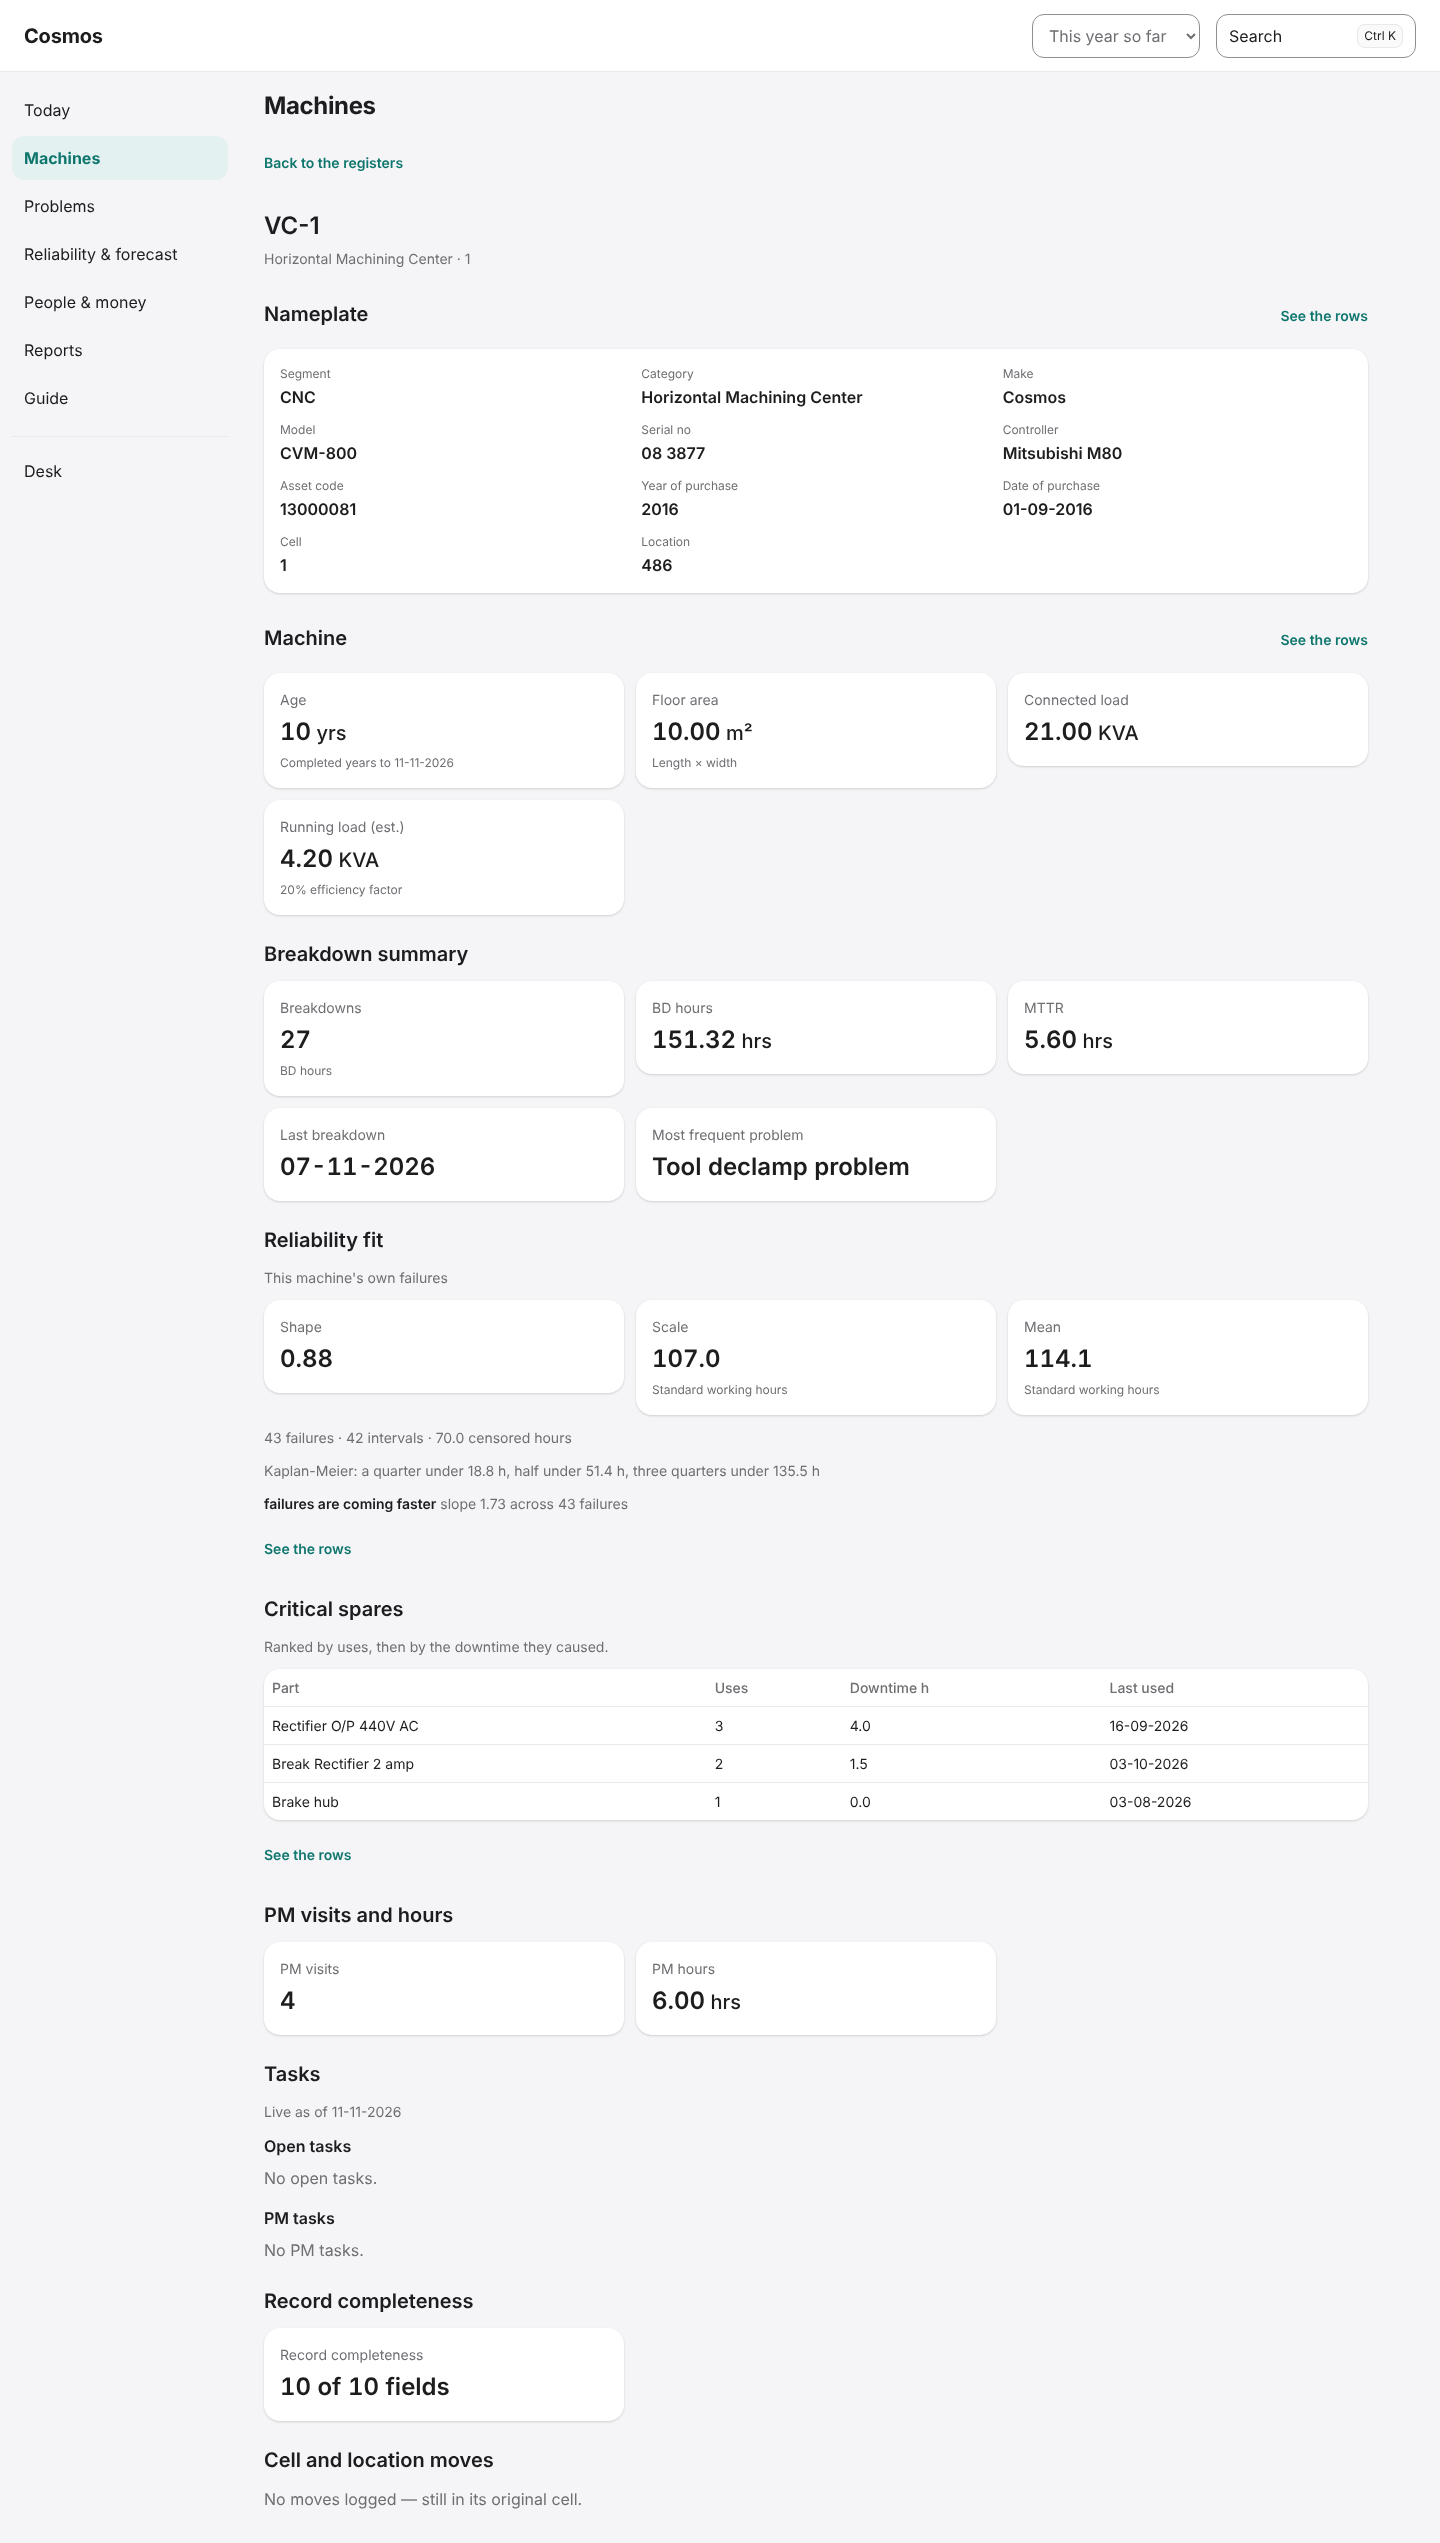 Cosmos
This year so far
Search Ctrl K
Today
Machines
Problems
Reliability & forecast
People & money
Reports
Guide
Desk
Machines
Back to the registers
VC-1
Horizontal Machining Center · 1
Nameplate See the rows
Segment Category Make
CNC Horizontal Machining Center Cosmos
Model Serial no Controller
CVM-800 08 3877 Mitsubishi M80
Asset code Year of purchase Date of purchase
13000081 2016 01-09-2016
Cell Location
1 486
Machine See the rows
Age Floor area Connected load
10 yrs 10.00 m² 21.00 KVA
Completed years to 11-11-2026 Length × width
Running load (est.)
4.20 KVA
20% efficiency factor
Breakdown summary
Breakdowns BD hours MTTR
27 151.32 hrs 5.60 hrs
BD hours
Last breakdown Most frequent problem
07-11-2026 Tool declamp problem
Reliability fit
This machine's own failures
Shape Scale Mean
0.88 107.0 114.1
Standard working hours Standard working hours
43 failures · 42 intervals · 70.0 censored hours
Kaplan-Meier: a quarter under 18.8 h, half under 51.4 h, three quarters under 135.5 h
failures are coming faster slope 1.73 across 43 failures
See the rows
Critical spares
Ranked by uses, then by the downtime they caused.
Part Uses Downtime h Last used
Rectifier O/P 440V AC 3 4.0 16-09-2026
Break Rectifier 2 amp 2 1.5 03-10-2026
Brake hub 1 0.0 03-08-2026
See the rows
PM visits and hours
PM visits PM hours
4 6.00 hrs
Tasks
Live as of 11-11-2026
Open tasks
No open tasks.
PM tasks
No PM tasks.
Record completeness
Record completeness
10 of 10 fields
Cell and location moves
No moves logged — still in its original cell.